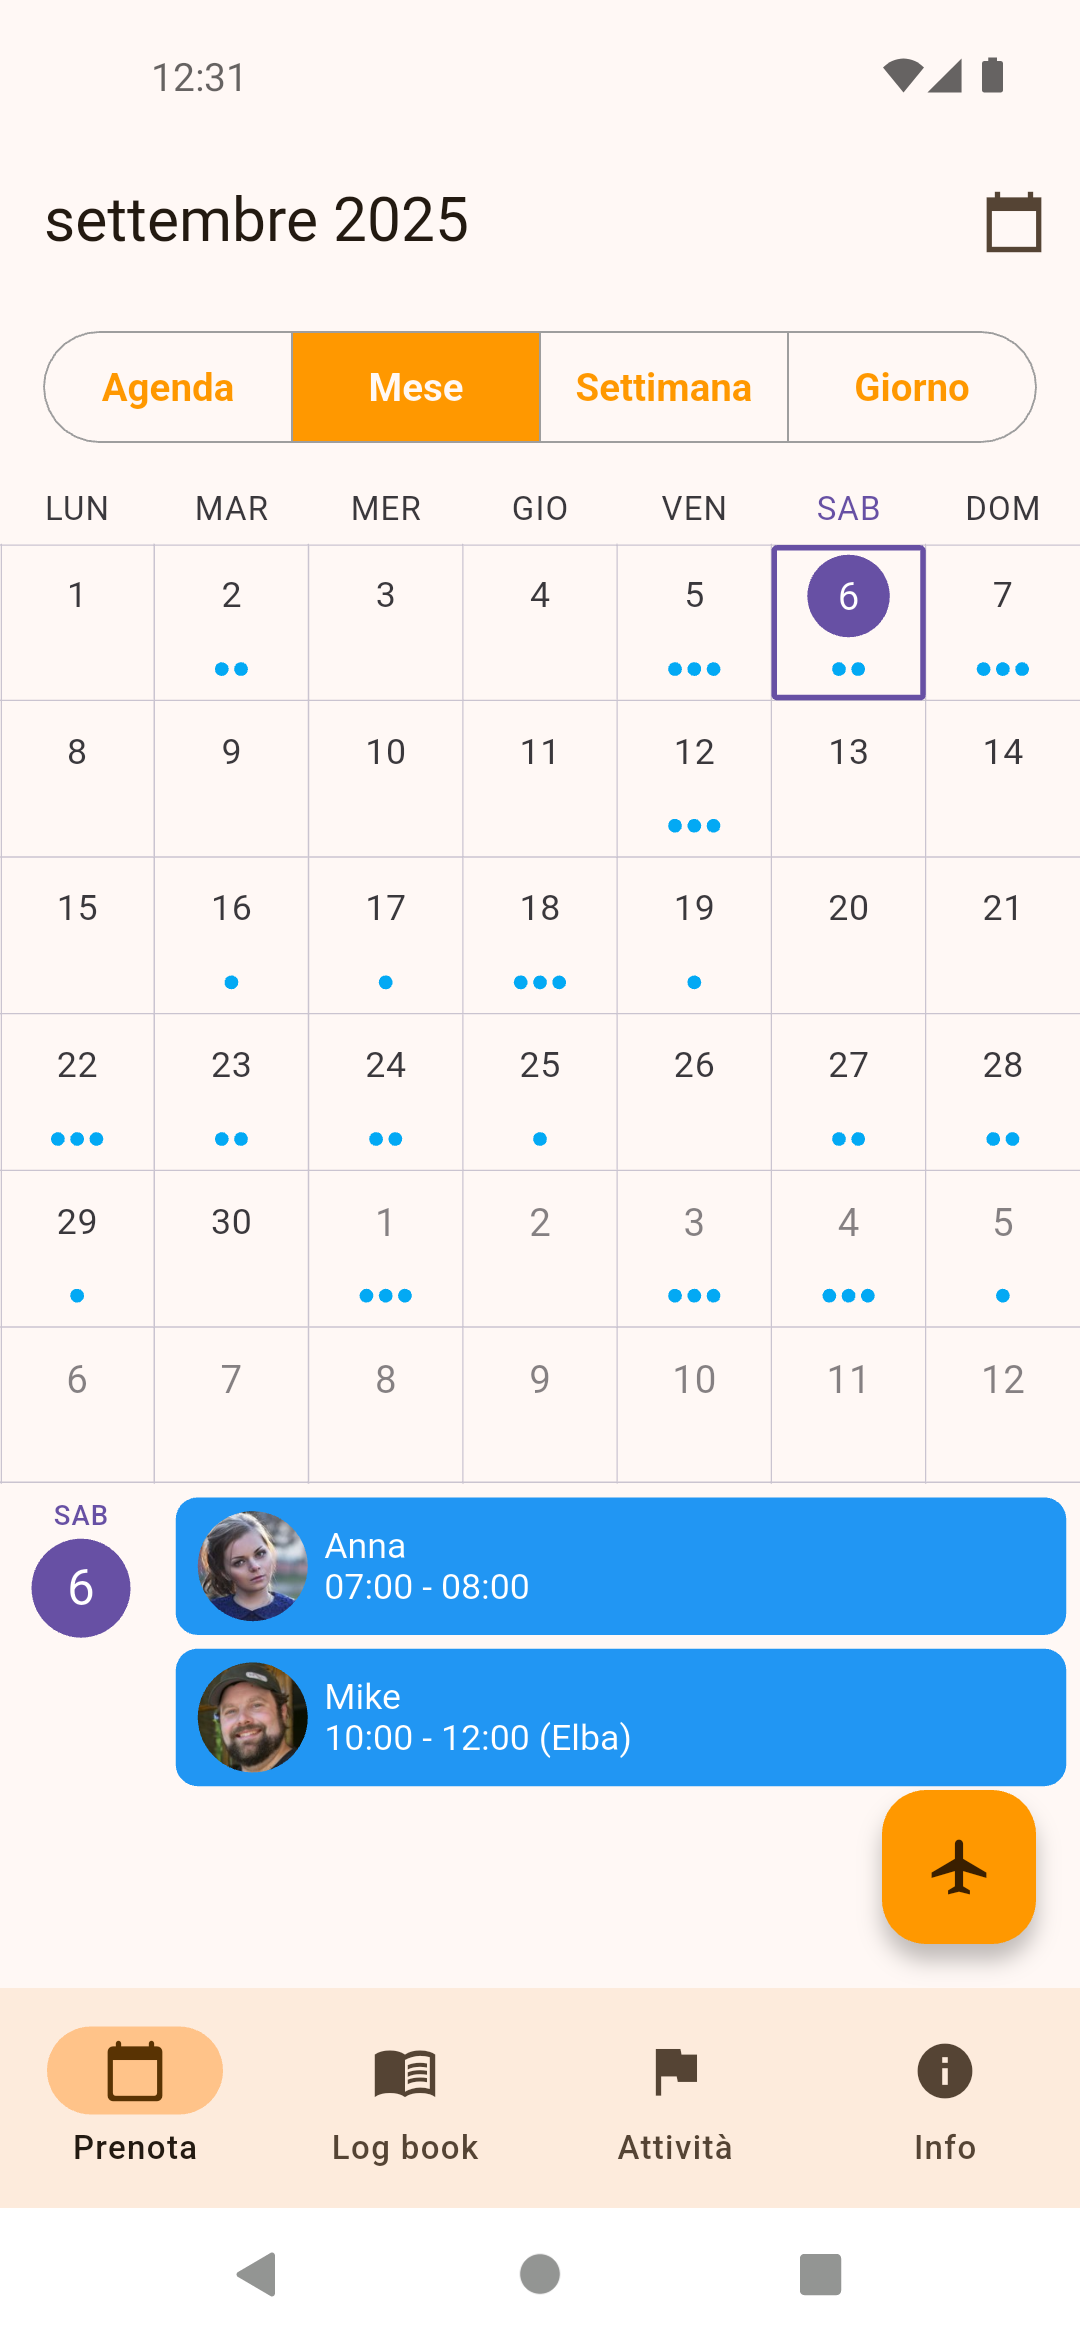 12:31
settembre 2025
Agenda Mese Settimana Giorno
LUN MAR MER GIO VEN SAB DOM
1 2 3 4 5 6 7
8 9 10 11 12 13 14
15 16 17 18 19 20 21
22 23 24 25 26 27 28
29 30 1 2 3 4 5
6 7 8 9 10 11 12
SAB
6
Anna
07:00 - 08:00
Mike
10:00 - 12:00 (Elba)
Prenota Log book Attività Info